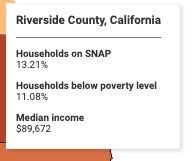 Riverside County, California
Households on SNAP
13.21%
Households below poverty level
11.08%
Median income
$89,672